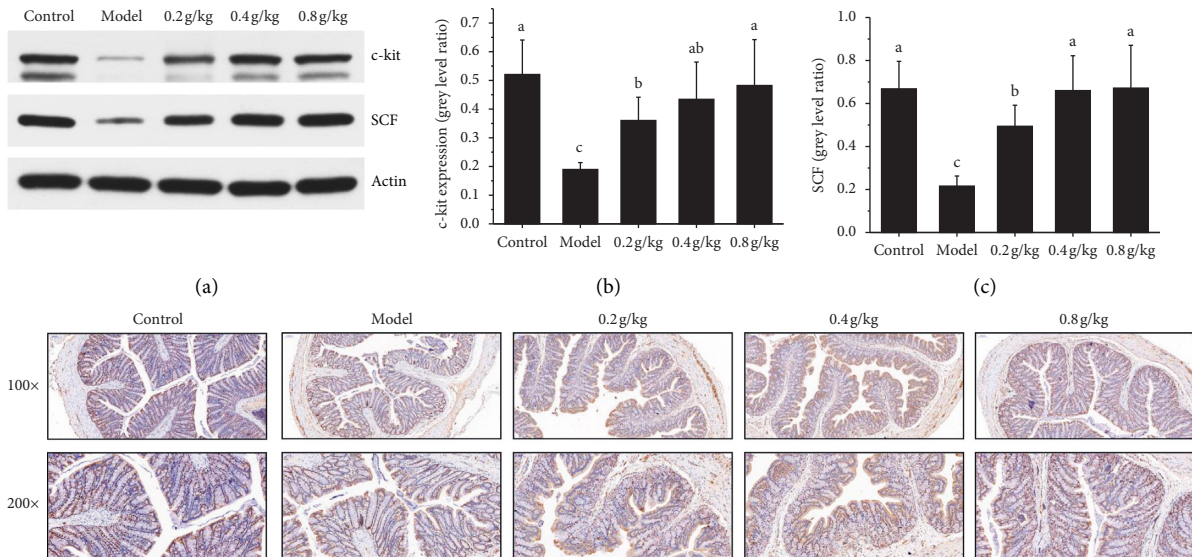 Control Model 0.2 g/kg 0.4 g/kg 0.8 g/kg
c-kit
SCF
Actin
(a)
c-kit expression (grey level ratio)
0.7
0.6
0.5
0.4
0.3
0.2
0.1
0.0
a
c
b
ab
a
Control Model 0.2 g/kg 0.4 g/kg 0.8 g/kg
(b)
SCF (grey level ratio)
1.0
0.8
0.6
0.4
0.2
0.0
a
c
b
a
a
Control Model 0.2 g/kg 0.4 g/kg 0.8 g/kg
(c)
Control Model 0.2 g/kg 0.4 g/kg 0.8 g/kg
100×
200×